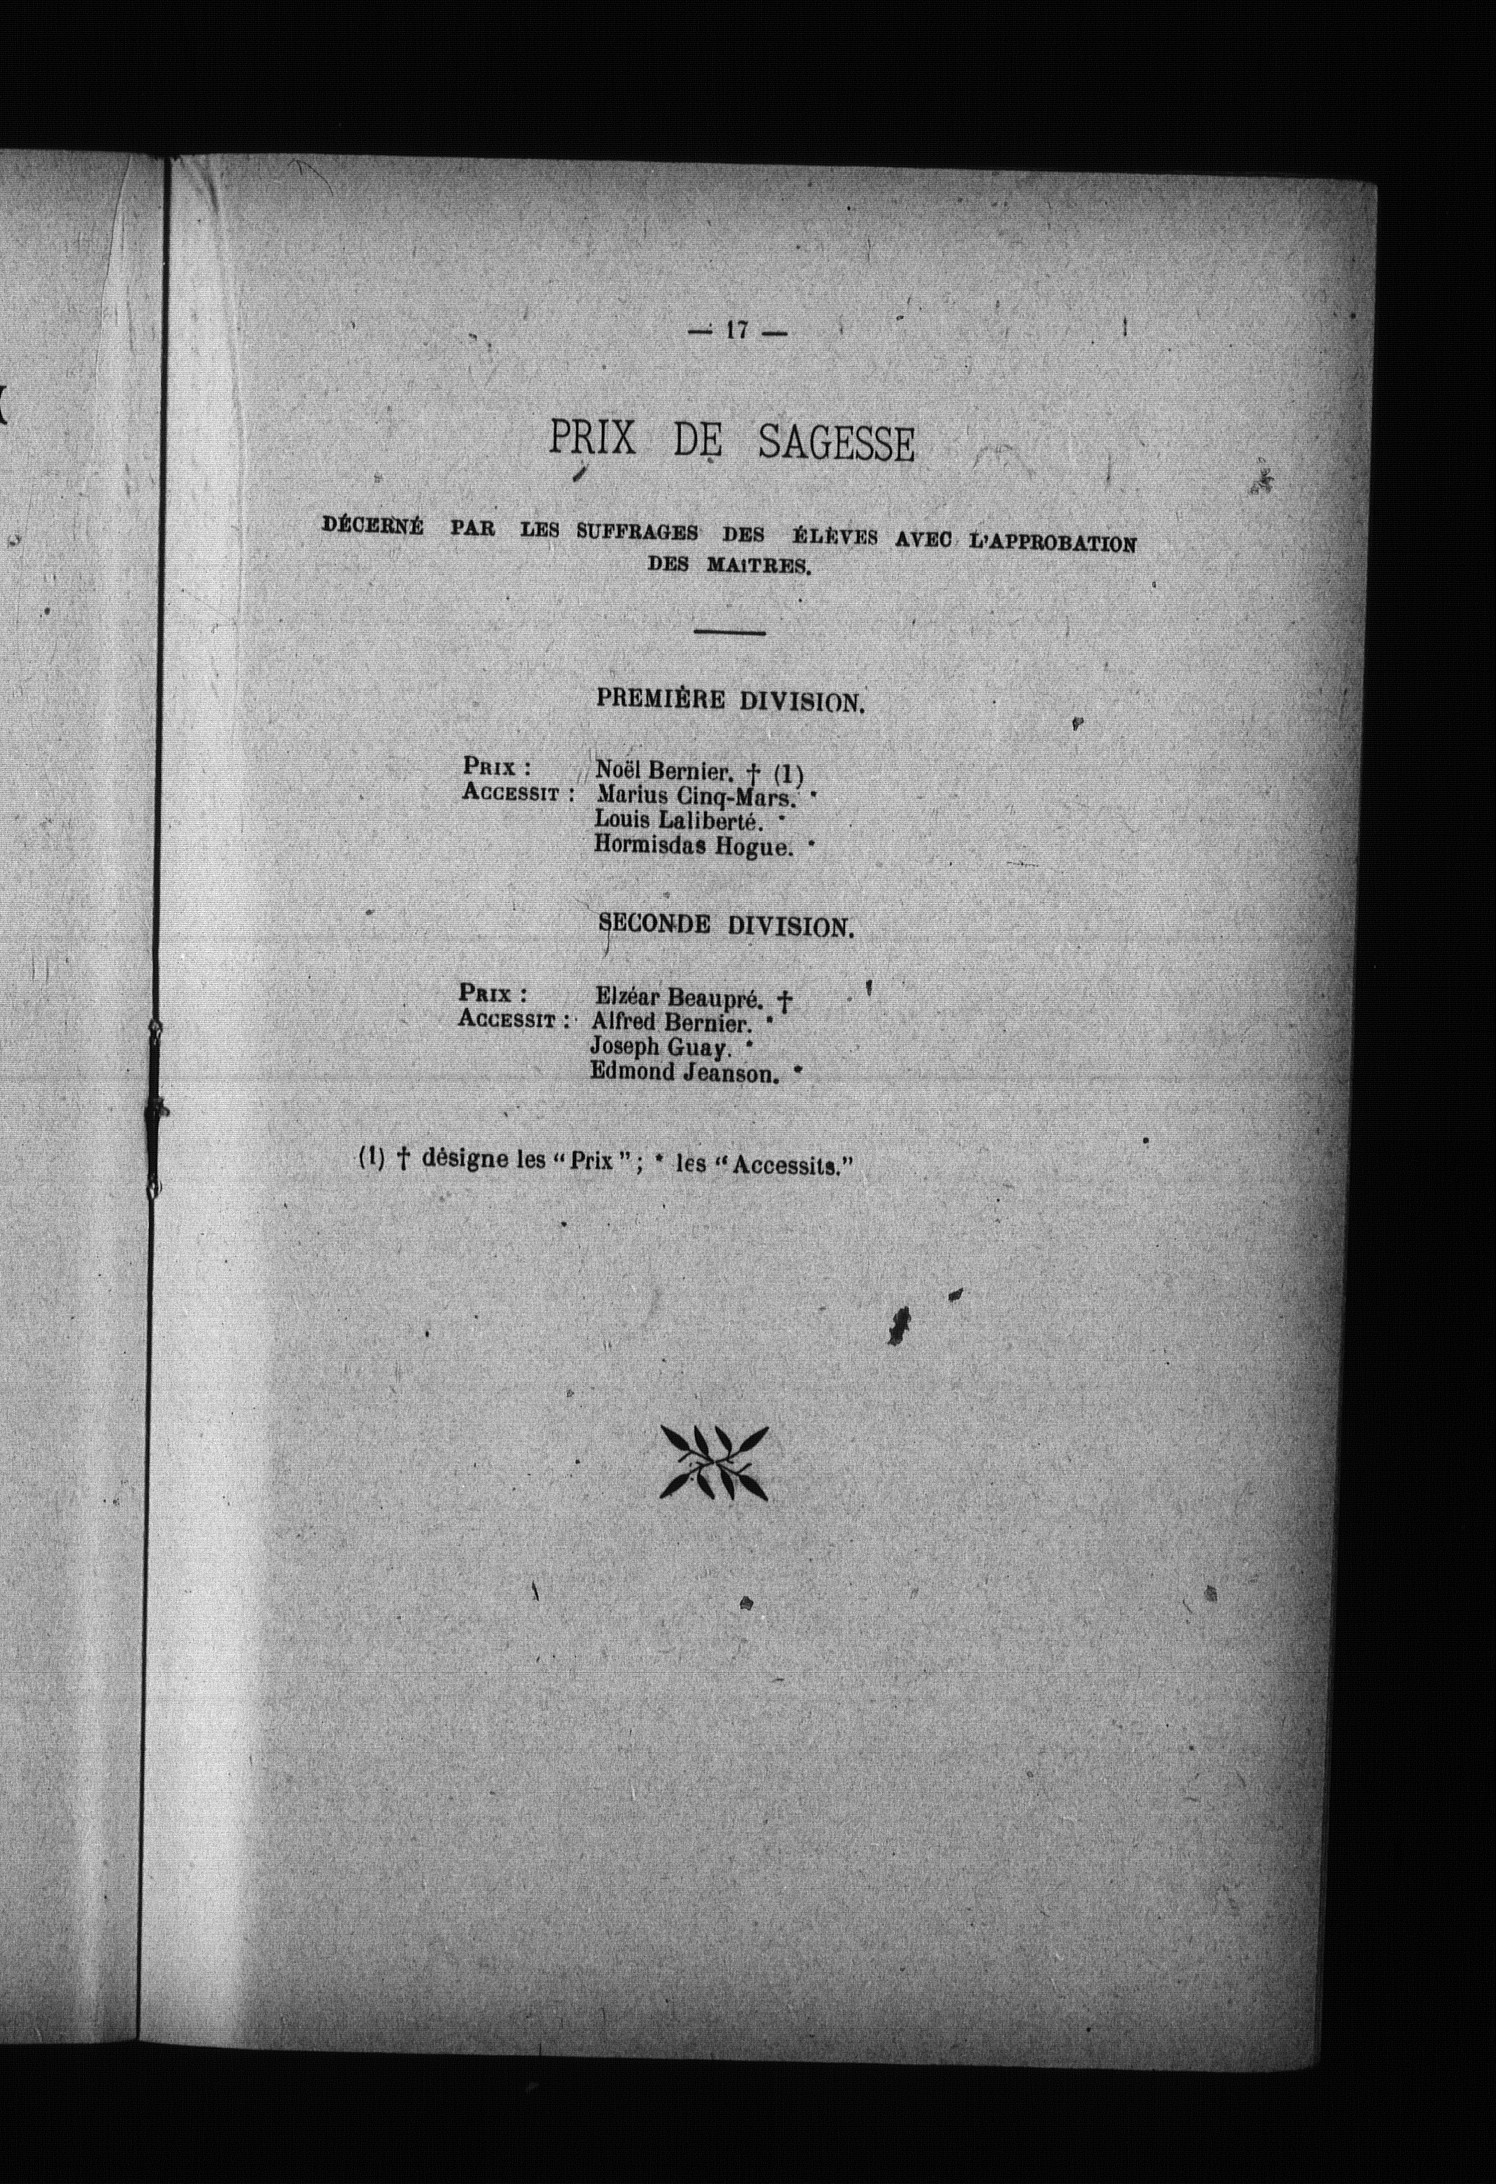 — 17 —
PRIX DE SAGESSE
DÉCERNÉ PAR LES SUFFRAGES DES ÉLÈVES AVEC L'APPROBATION
DES MAITRES.
PREMIÈRE DIVISION.
PRIX : Noël Bernier. † (1)
ACCESSIT : Marius Cinq-Mars. *
Louis Laliberté. *
Hormisdas Hogue. *
SECONDE DIVISION.
PRIX : Elzéar Beaupré. †
ACCESSIT : Alfred Bernier. *
Joseph Guay. *
Edmond Jeanson. *
(1) † désigne les “Prix”; * les “Accessits.”